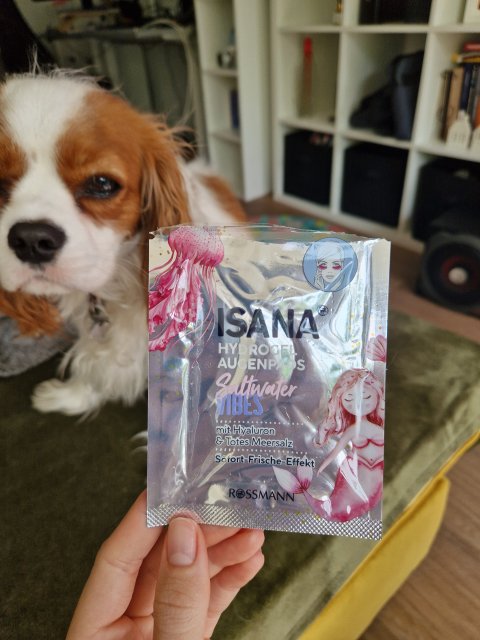 ISANA®
HYDROGEL
AUGENPADS
Saltwater
VIBES
mit Hyaluron
& Totes Meersalz
Sofort-Frische-Effekt
ROSSMANN